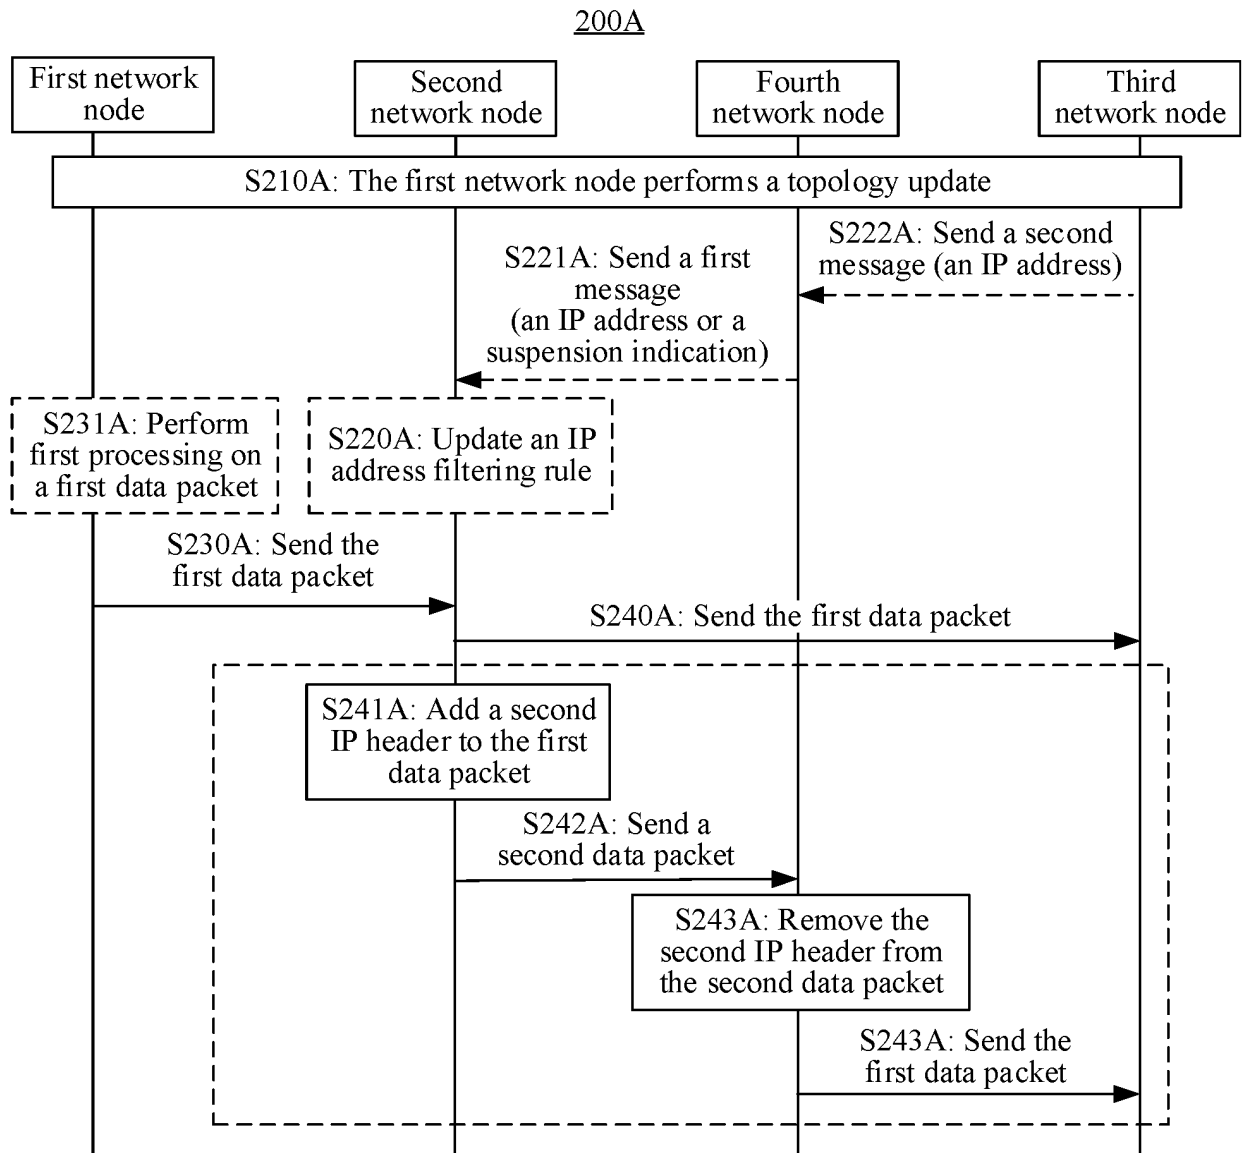 200A
First network
node
Second
network node
Fourth
network node
Third
network node
S210A: The first network node performs a topology update
S222A: Send a second
message (an IP address)
S221A: Send a first
message
(an IP address or a
suspension indication)
S231A: Perform
first processing on
a first data packet
S220A: Update an IP
address filtering rule
S230A: Send the
first data packet
S240A: Send the first data packet
S241A: Add a second
IP header to the first
data packet
S242A: Send a
second data packet
S243A: Remove the
second IP header from
the second data packet
S243A: Send the
first data packet